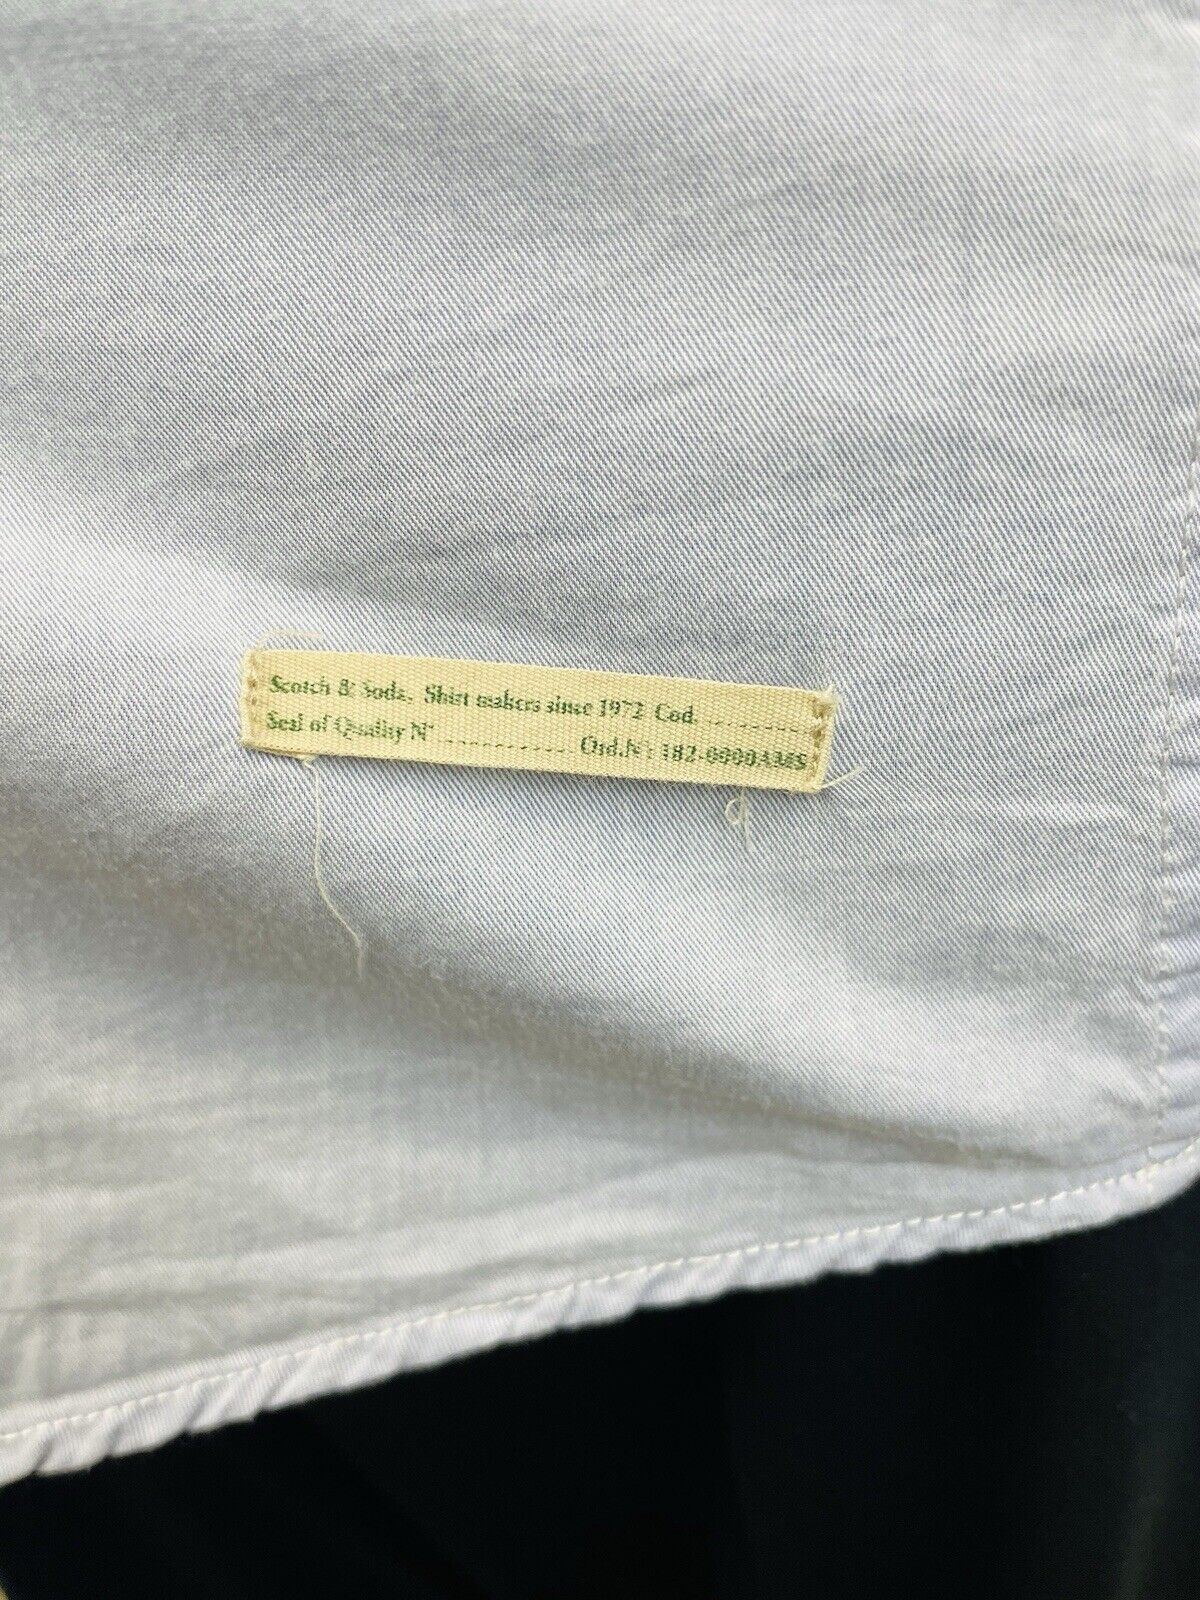 Scotch & Soda. Shirt makers since 1972 Cod. ..............
Seal of Quality N° ................ Ord.N: 182-0000AMS